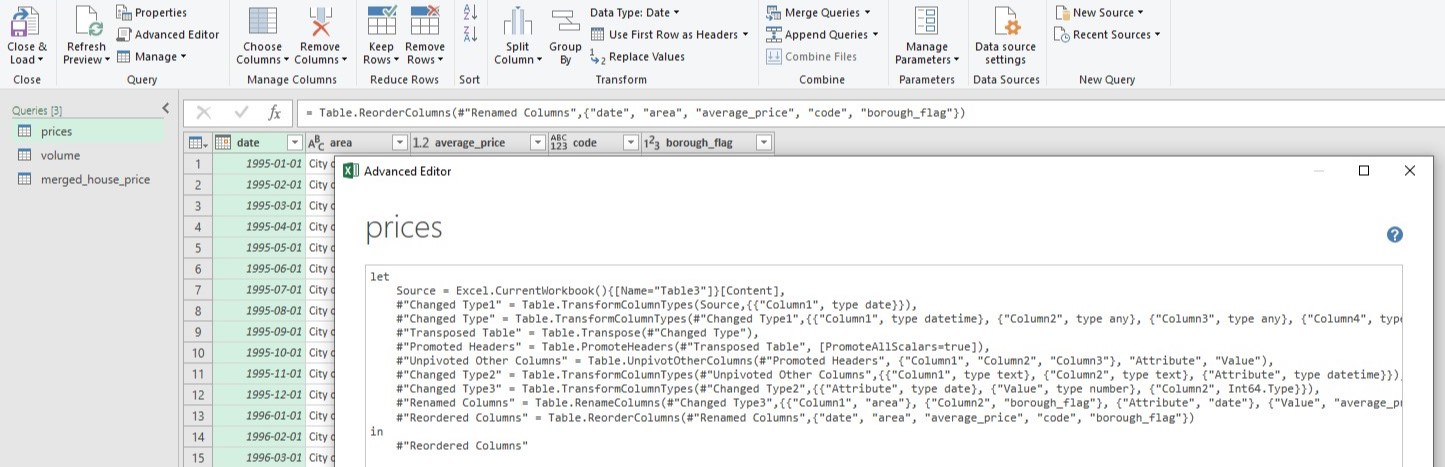 Close & Load
Close
Refresh Preview
Properties
Advanced Editor
Manage
Query
Choose Columns
Remove Columns
Manage Columns
Keep Rows
Remove Rows
Reduce Rows
Sort
Split Column
Group By
Data Type: Date
Use First Row as Headers
Replace Values
Transform
Merge Queries
Append Queries
Combine Files
Combine
Manage Parameters
Parameters
Data source settings
Data Sources
New Source
Recent Sources
New Query
Queries [3]
prices
volume
merged_house_price
fx = Table.ReorderColumns(#"Renamed Columns",{"date", "area", "average_price", "code", "borough_flag"})
date ABC area 1.2 average_price ABC 123 code 123 borough_flag
1 1995-01-01 City
2 1995-02-01 City
3 1995-03-01 City
4 1995-04-01 City
5 1995-05-01 City
6 1995-06-01 City
7 1995-07-01 City
8 1995-08-01 City
9 1995-09-01 City
10 1995-10-01 City
11 1995-11-01 City
12 1995-12-01 City
13 1996-01-01 City
14 1996-02-01 City
15 1996-03-01 City
Advanced Editor
prices
let
Source = Excel.CurrentWorkbook(){[Name="Table3"]}[Content],
#"Changed Type1" = Table.TransformColumnTypes(Source,{{"Column1", type date}}),
#"Changed Type" = Table.TransformColumnTypes(#"Changed Type1",{{"Column1", type datetime}, {"Column2", type any}, {"Column3", type any}, {"Column4", type
#"Transposed Table" = Table.Transpose(#"Changed Type"),
#"Promoted Headers" = Table.PromoteHeaders(#"Transposed Table", [PromoteAllScalars=true]),
#"Unpivoted Other Columns" = Table.UnpivotOtherColumns(#"Promoted Headers", {"Column1", "Column2", "Column3"}, "Attribute", "Value"),
#"Changed Type2" = Table.TransformColumnTypes(#"Unpivoted Other Columns",{{"Column1", type text}, {"Column2", type text}, {"Attribute", type datetime}})
#"Changed Type3" = Table.TransformColumnTypes(#"Changed Type2",{{"Attribute", type date}, {"Value", type number}, {"Column2", Int64.Type}}),
#"Renamed Columns" = Table.RenameColumns(#"Changed Type3",{{"Column1", "area"}, {"Column2", "borough_flag"}, {"Attribute", "date"}, {"Value", "average_p
#"Reordered Columns" = Table.ReorderColumns(#"Renamed Columns",{"date", "area", "average_price", "code", "borough_flag"})
in
#"Reordered Columns"